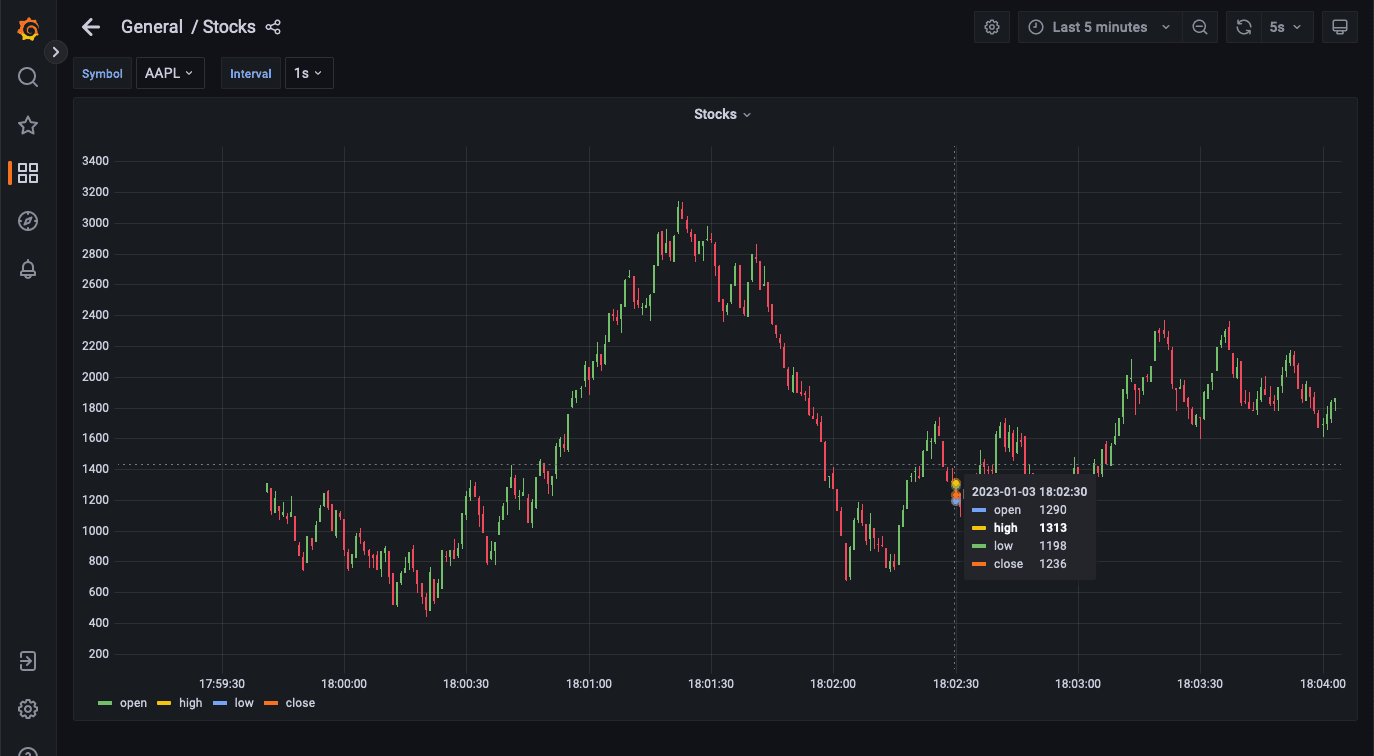 General / Stocks
Last 5 minutes
5s
Symbol
AAPL
Interval
1s
Stocks
3400
3200
3000
2800
2600
2400
2200
2000
1800
1600
1400
1200
1000
800
600
400
200
2023-01-03 18:02:30
open 1290
high 1313
low 1198
close 1236
17:59:30 18:00:00 18:00:30 18:01:00 18:01:30 18:02:00 18:02:30 18:03:00 18:03:30 18:04:00
open high low close